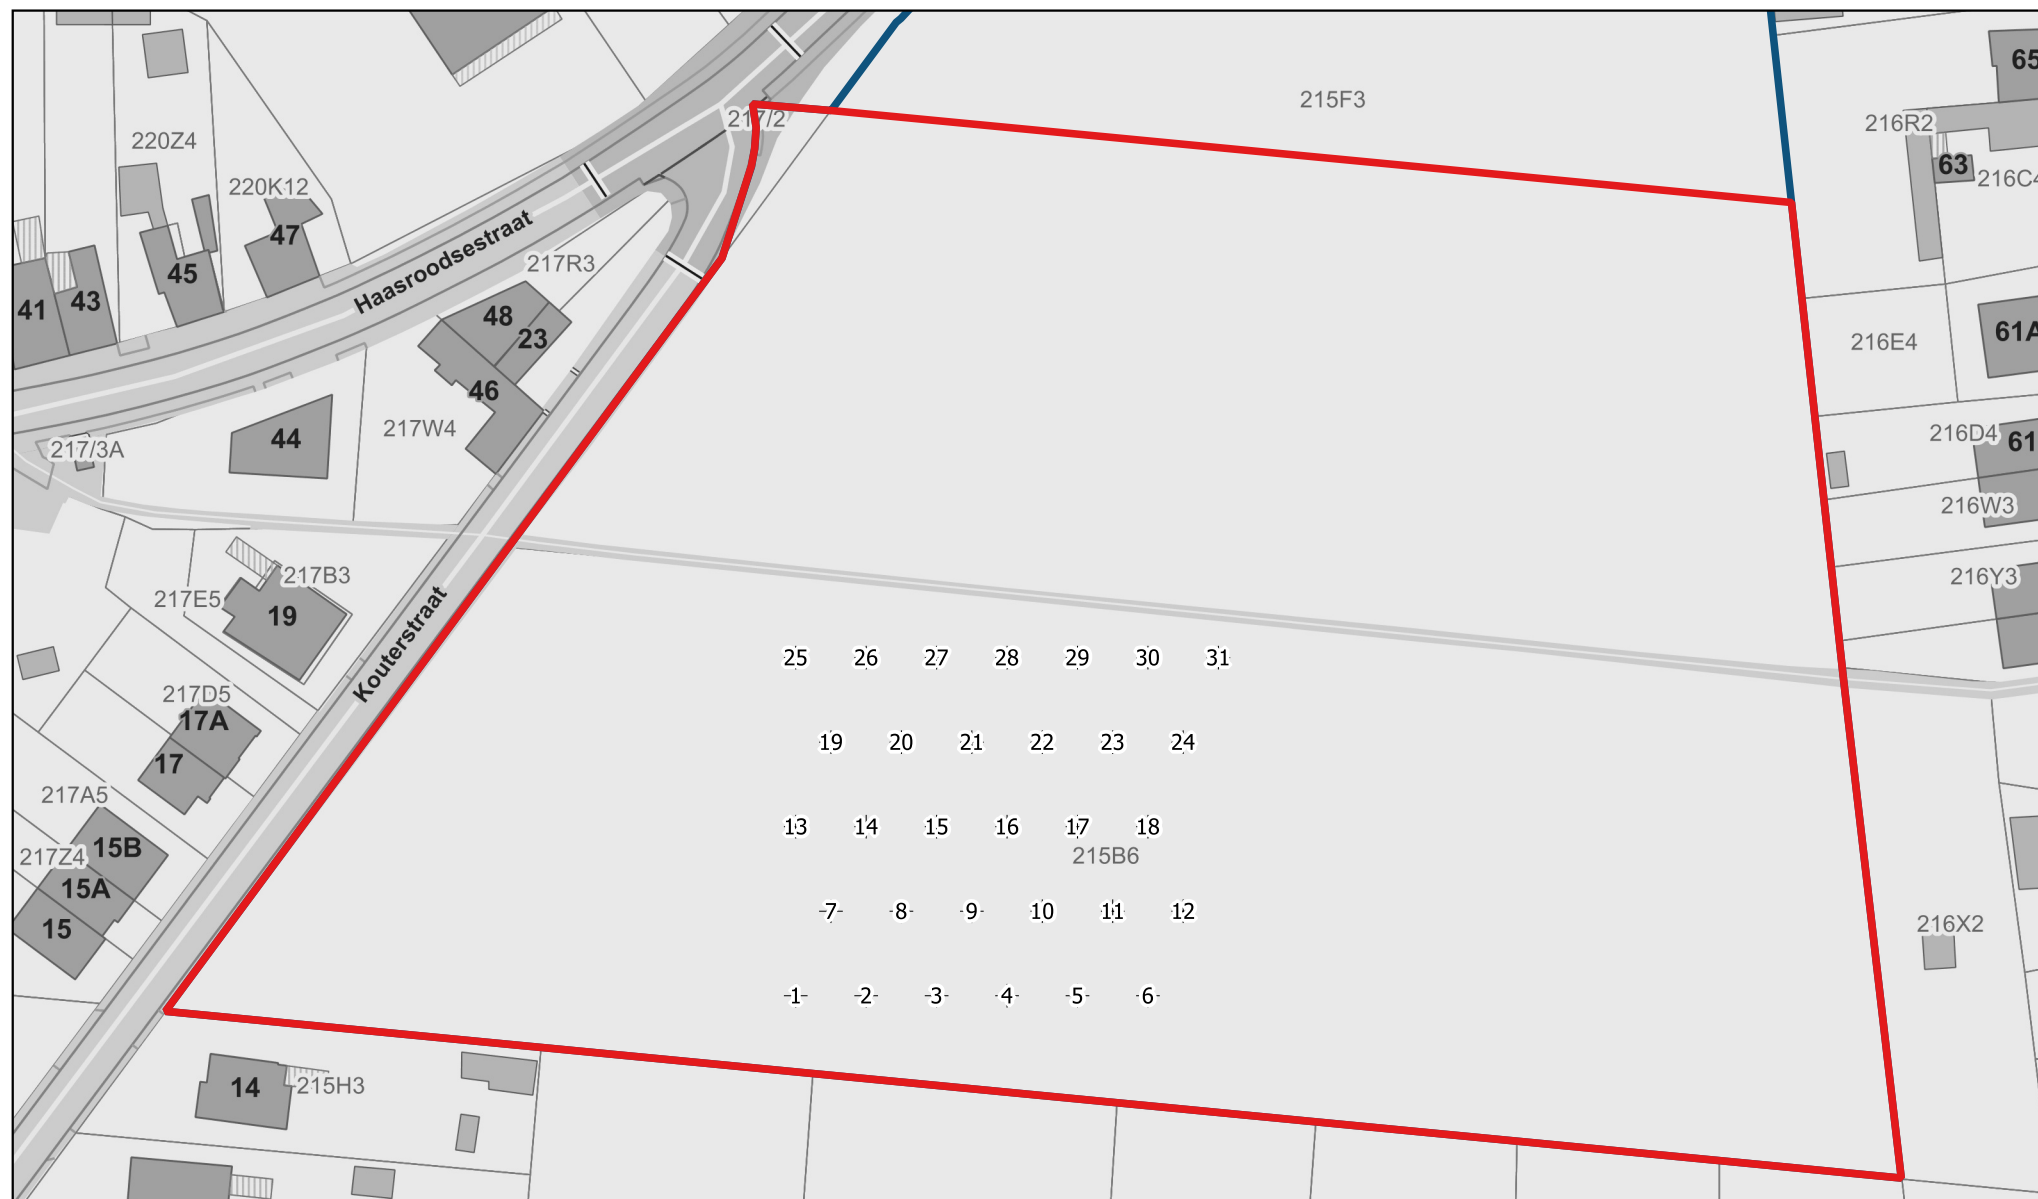 65
215F3
217/2
216R2
220Z4
63
216C4
220K12
47
Haasroodsestraat
217R3
45
43
41
48
23
61A
216E4
46
217W4
44
217/3A
216D4
61
216W3
217B3
216Y3
217E5
19
Kouterstraat
25 26 27 28 29 30 31
217D5
17A
19 20 21 22 23 24
17
217A5
13 14 15 16 17 18
15B
217Z4
215B6
15A
7 8 9 10 11 12
15
216X2
1 2 3 4 5 6
14
215H3